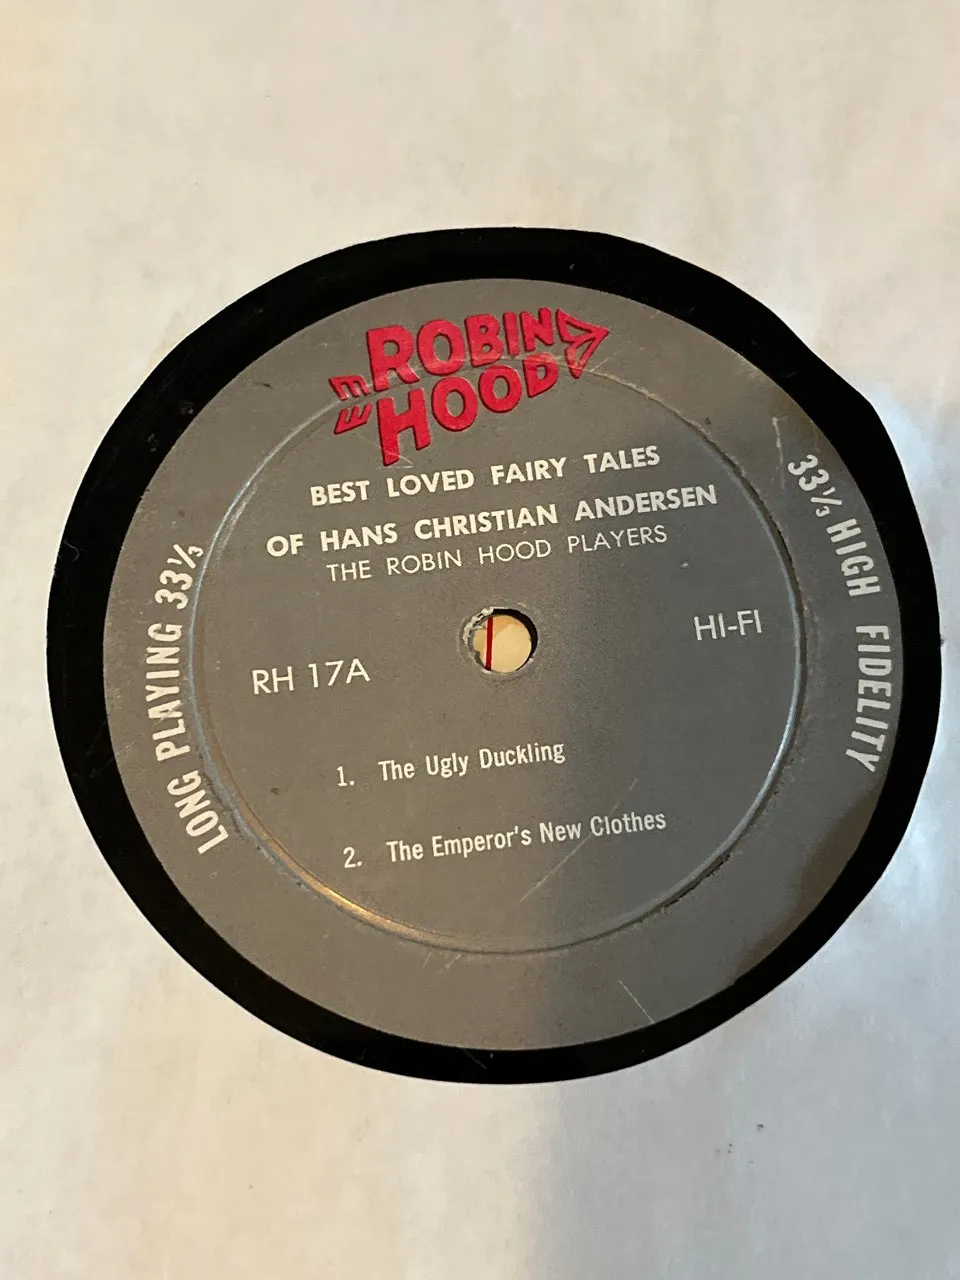 ROBIN
HOOD
BEST LOVED FAIRY TALES
OF HANS CHRISTIAN ANDERSEN
THE ROBIN HOOD PLAYERS
RH 17A
HI-FI
1. The Ugly Duckling
2. The Emperor's New Clothes
LONG PLAYING 33⅓
33⅓ HIGH FIDELITY